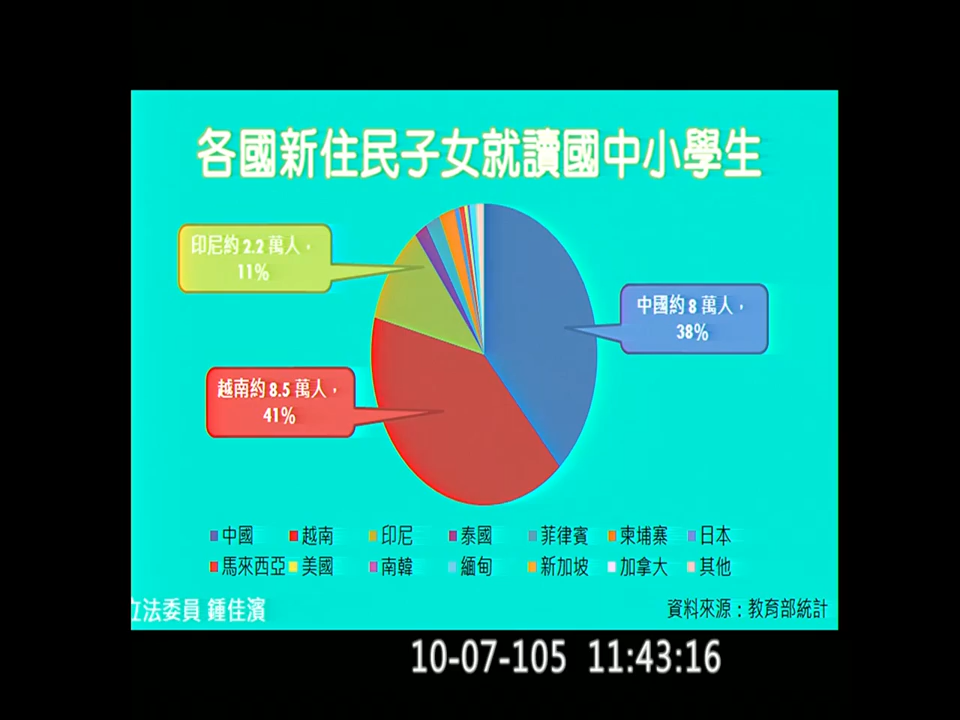 各國新住民子女就讀國中小學生
印尼約 2.2 萬人，
11%
中國約 8 萬人，
38%
越南約 8.5 萬人，
41%
中國 越南 印尼 泰國 菲律賓 柬埔寨 日本
馬來西亞 美國 南韓 緬甸 新加坡 加拿大 其他
立法委員 鍾佳濱
資料來源：教育部統計
10-07-105 11:43:16